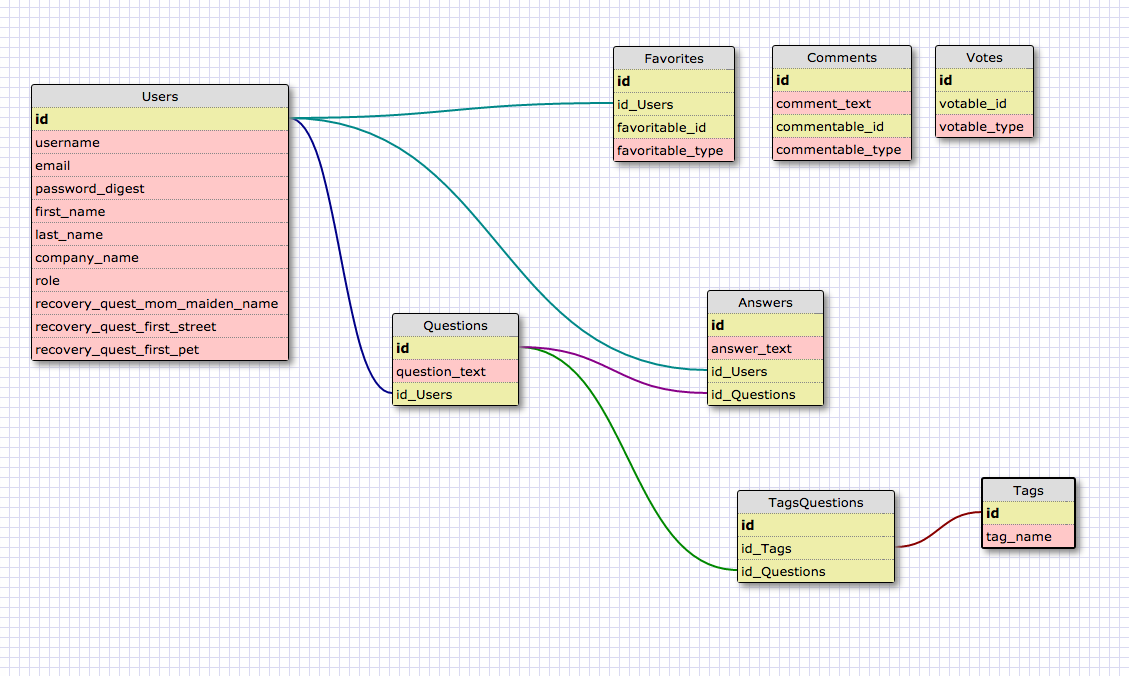 Users
id
username
email
password_digest
first_name
last_name
company_name
role
recovery_quest_mom_maiden_name
recovery_quest_first_street
recovery_quest_first_pet
Favorites
id
id_Users
favoritable_id
favoritable_type
Comments
id
comment_text
commentable_id
commentable_type
Votes
id
votable_id
votable_type
Questions
id
question_text
id_Users
Answers
id
answer_text
id_Users
id_Questions
TagsQuestions
id
id_Tags
id_Questions
Tags
id
tag_name